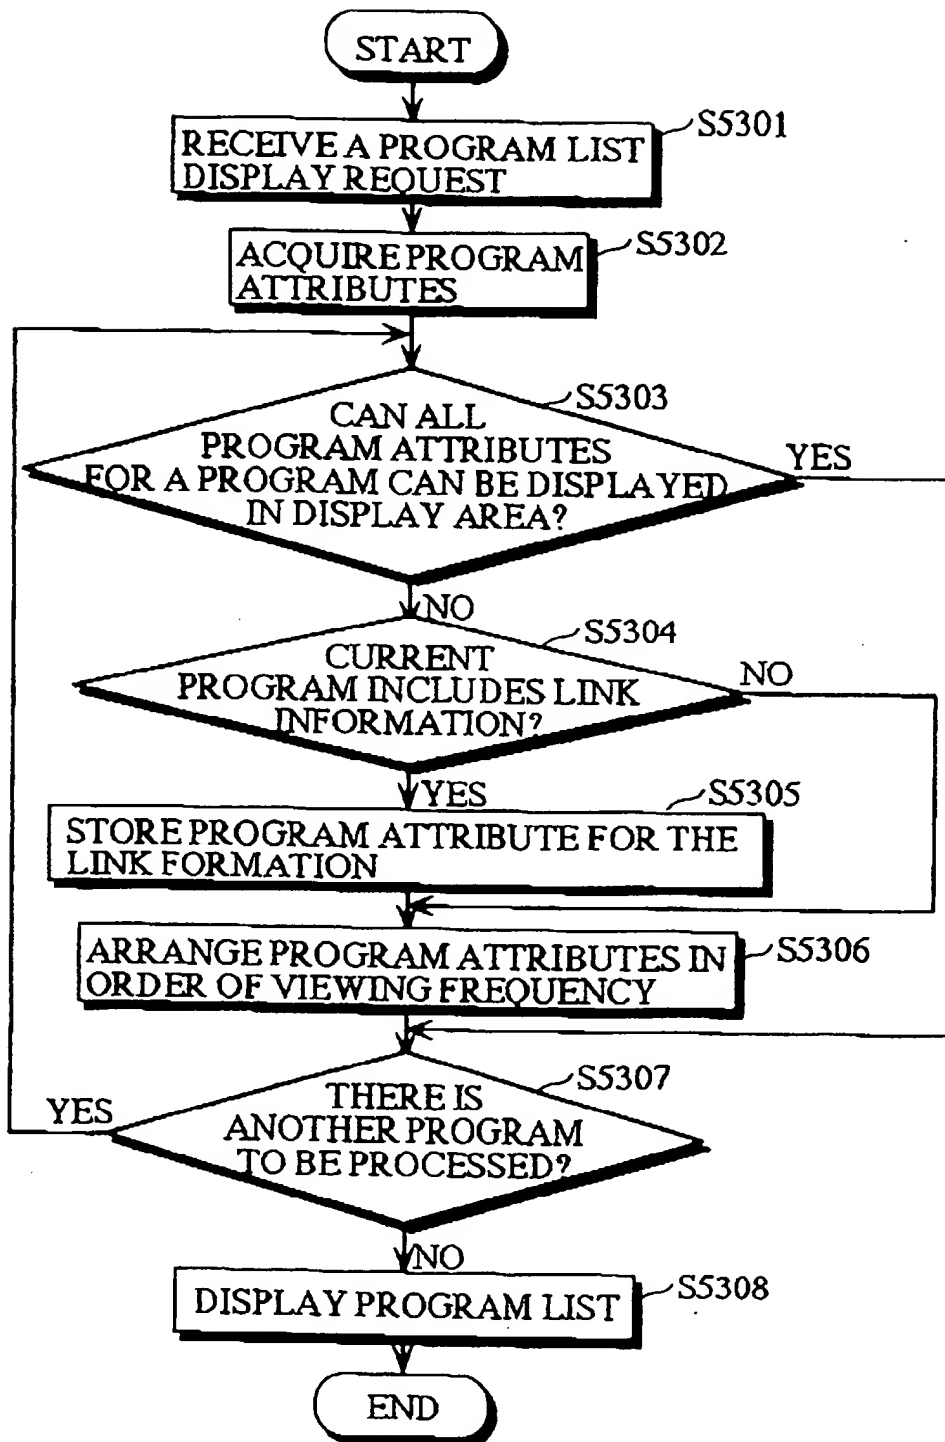 START
S5301
RECEIVE A PROGRAM LIST
DISPLAY REQUEST
S5302
ACQUIRE PROGRAM
ATTRIBUTES
S5303
CAN ALL
PROGRAM ATTRIBUTES
FOR A PROGRAM CAN BE DISPLAYED
IN DISPLAY AREA?
YES
NO
S5304
CURRENT
PROGRAM INCLUDES LINK
INFORMATION?
NO
YES
S5305
STORE PROGRAM ATTRIBUTE FOR THE
LINK FORMATION
S5306
ARRANGE PROGRAM ATTRIBUTES IN
ORDER OF VIEWING FREQUENCY
S5307
YES
THERE IS
ANOTHER PROGRAM
TO BE PROCESSED?
NO
S5308
DISPLAY PROGRAM LIST
END